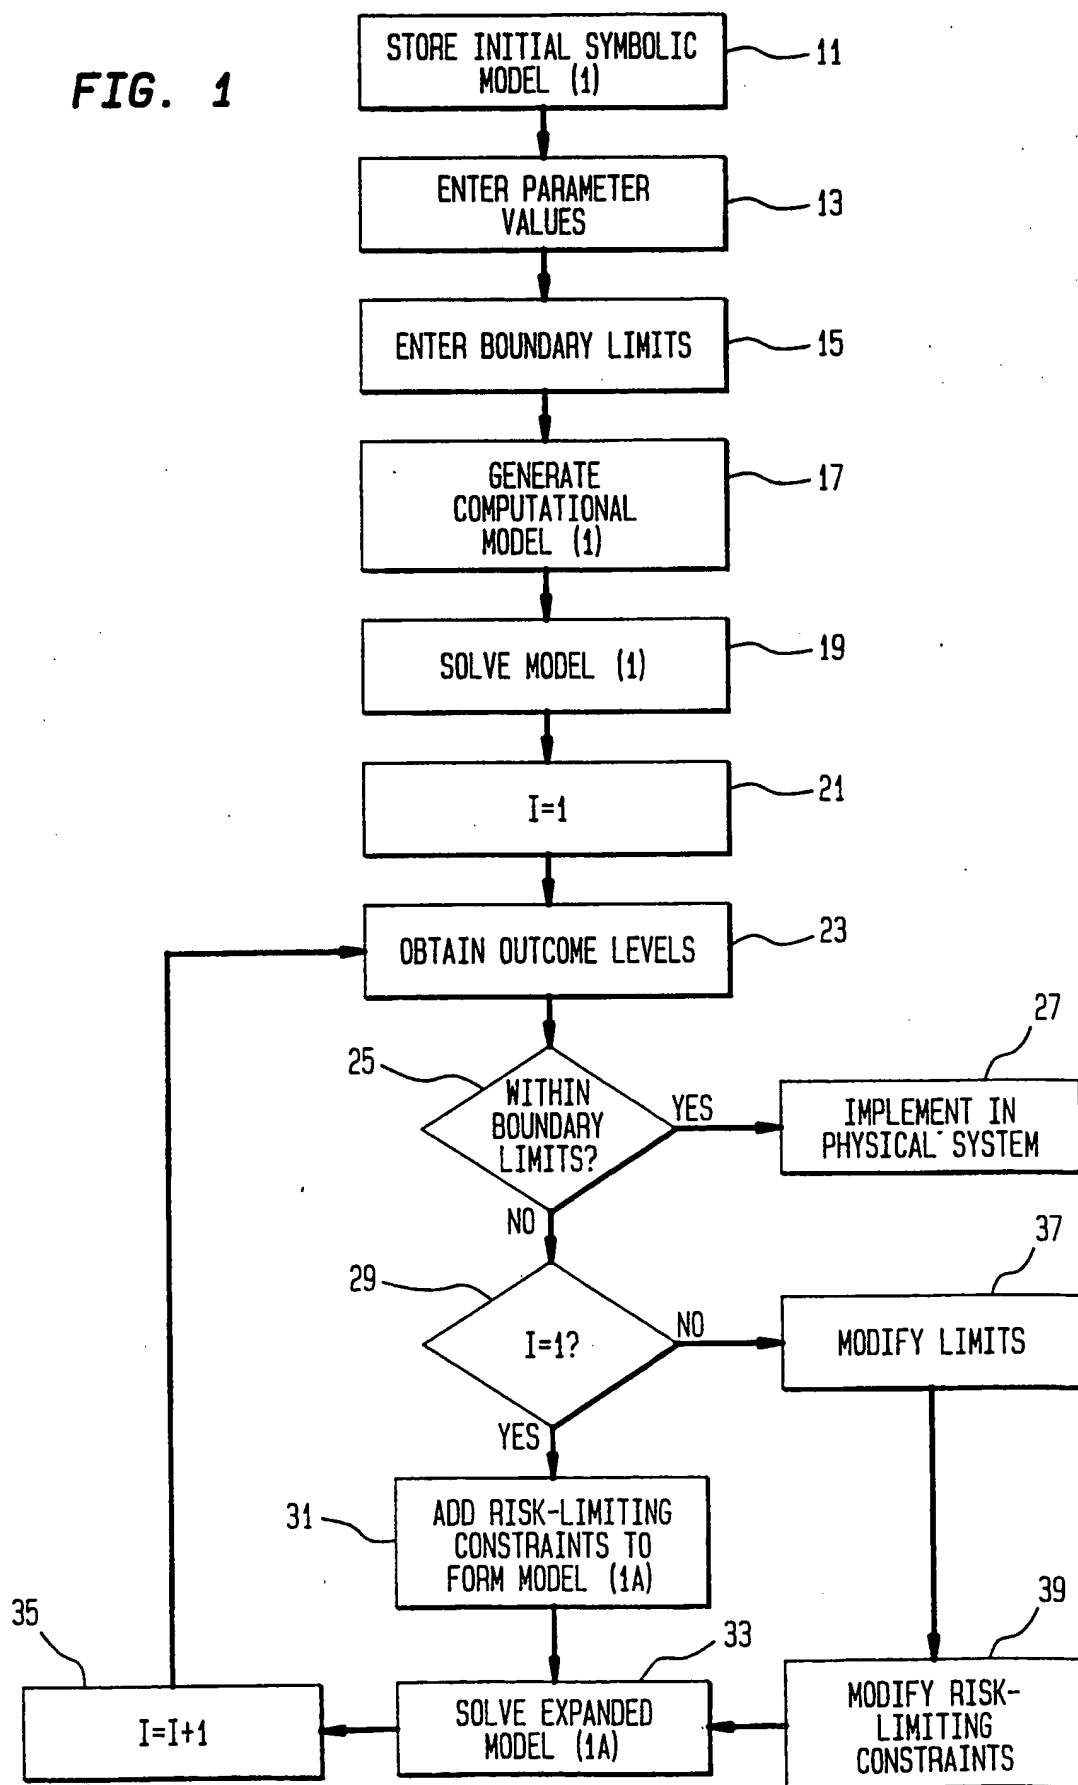 FIG. 1
STORE INITIAL SYMBOLIC
MODEL (1)
11
ENTER PARAMETER
VALUES
13
ENTER BOUNDARY LIMITS
15
GENERATE
COMPUTATIONAL
MODEL (1)
17
SOLVE MODEL (1)
19
I=1
21
OBTAIN OUTCOME LEVELS
23
25
WITHIN
BOUNDARY
LIMITS?
YES
NO
27
IMPLEMENT IN
PHYSICAL SYSTEM
29
I=1?
NO
YES
37
MODIFY LIMITS
31
ADD RISK-LIMITING
CONSTRAINTS TO
FORM MODEL (1A)
35
I=I+1
33
SOLVE EXPANDED
MODEL (1A)
39
MODIFY RISK-
LIMITING
CONSTRAINTS